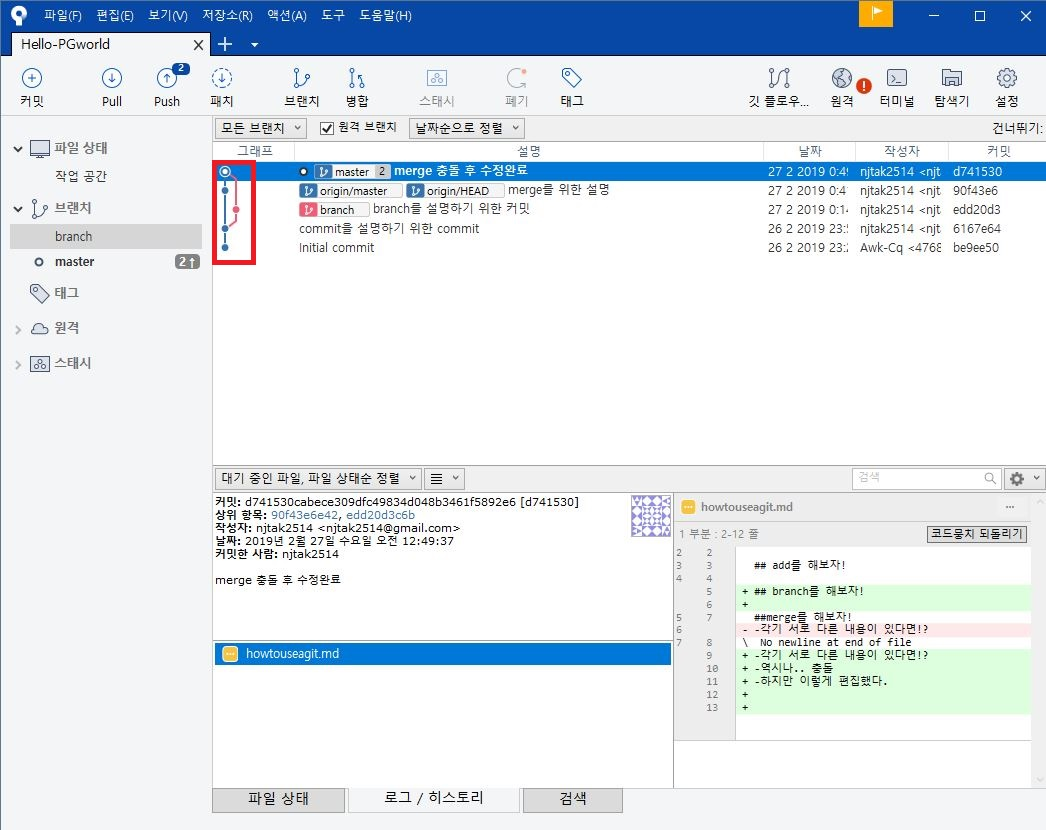 파일(F) 편집(E) 보기(V) 저장소(R) 액션(A) 도구 도움말(H)
Hello-PGworld
커밋 Pull Push 2 패치 브랜치 병합 스태시 폐기 태그 깃 플로우... 원격 터미널 탐색기 설정
모든 브랜치 원격 브랜치 날짜순으로 정렬 건너뛰기:
파일 상태
작업 공간
브랜치
branch
master 2↑
태그
원격
스태시
그래프 설명 날짜 작성자 커밋
master 2 merge 충돌 후 수정완료 27 2 2019 0:4 njtak2514 <njt d741530
origin/master origin/HEAD merge를 위한 설명 27 2 2019 0:4 njtak2514 <njt 90f43e6
branch branch를 설명하기 위한 커밋 27 2 2019 0:1 njtak2514 <njt edd20d3
commit을 설명하기 위한 commit 26 2 2019 23: njtak2514 <njt 6167e64
Initial commit 26 2 2019 23: Awk-Cq <4768 be9ee50
대기 중인 파일, 파일 상태순 정렬 검색
커밋: d741530cabece309dfc49834d048b3461f5892e6 [d741530]
상위 항목: 90f43e6e42, edd20d3c6b
작성자: njtak2514 <njtak2514@gmail.com>
날짜: 2019년 2월 27일 수요일 오전 12:49:37
커밋한 사람: njtak2514
merge 충돌 후 수정완료
howtouseagit.md
howtouseagit.md ...
1 부분 : 2-12 줄 코드뭉치 되돌리기
2 2
3 3 ## add를 해보자!
4 4
5 + ## branch를 해보자!
6 +
5 7 ##merge를 해보자!
6 - -각기 서로 다른 내용이 있다면!?
7 8 \ No newline at end of file
9 + -각기 서로 다른 내용이 있다면!?
10 + -역시나.. 충돌
11 + -하지만 이렇게 편집했다.
12 +
13 +
파일 상태 로그 / 히스토리 검색